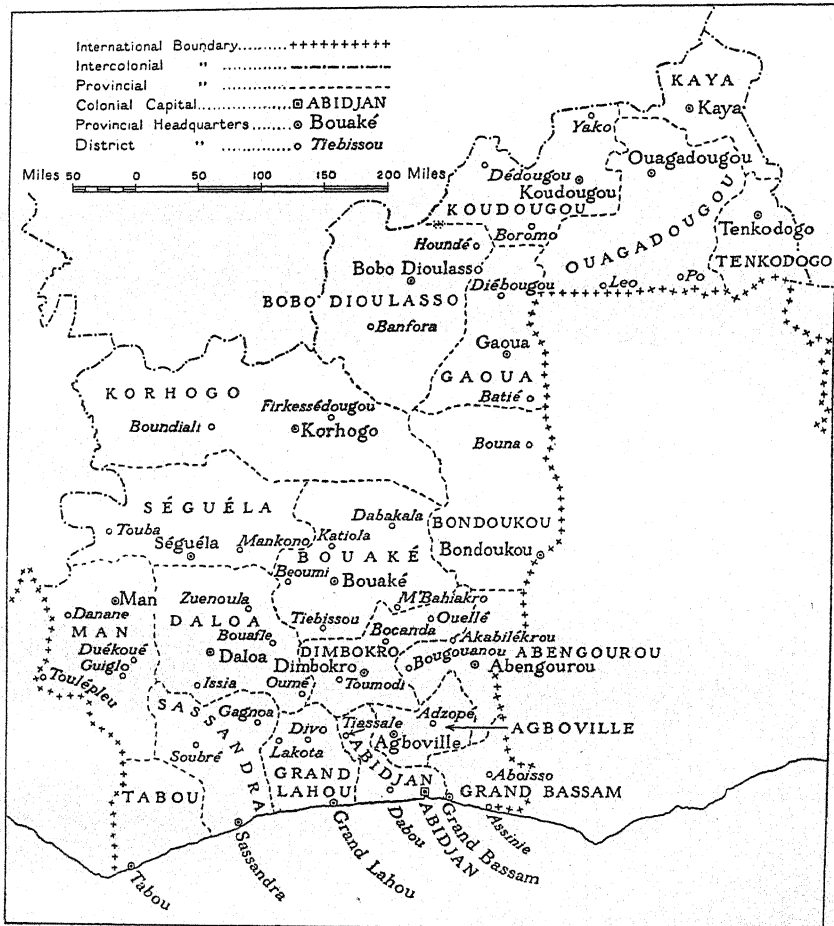 International Boundary..........++++++++++
Intercolonial " ..............
Provincial " ..............
Colonial Capital.................. ABIDJAN
Provincial Headquarters....... Bouaké
District " ....... Tiebissou
Miles 50 0 50 100 150 200 Miles
KAYA
Kaya
Yako
Ouagadougou
Dédougou
Koudougou
KOUDOUGOU
OUAGADOUGOU
Tenkodogo
TENKODOGO
Boromo
Houndé
Bobo Dioulasso
BOBO DIOULASSO
Diébougou
Leo
Po
Banfora
Gaoua
GAOUA
Batié
KORHOGO
Firkessédougou
Boundiali
Korhogo
Bouna
SÉGUÉLA
Dabakala
BONDOUKOU
Touba
Séguéla
Mankono
Katiola
BOUAKÉ
Bondoukou
Beoumi
Bouaké
Man
Zuenoula
M'Bahiakro
Danane
DALOA
Tiebissou
Ouellé
MAN
Bouafle
Bocanda
Akabilékrou
Duékoué
DIMBOKRO
ABENGOUROU
Guiglo
Daloa
Dimbokro
Bougouanou
Abengourou
Toulépleu
Issia
Oumé
Toumodi
SASSANDRA
Gagnoa
Divo
Tiassale
Adzopé
AGBOVILLE
Agboville
Soubré
Lakota
ABIDJAN
Aboisso
TABOU
GRAND
LAHOU
GRAND BASSAM
Dabou
ABIDJAN
Grand Bassam
Assinie
Tabou
Sassandra
Grand Lahou